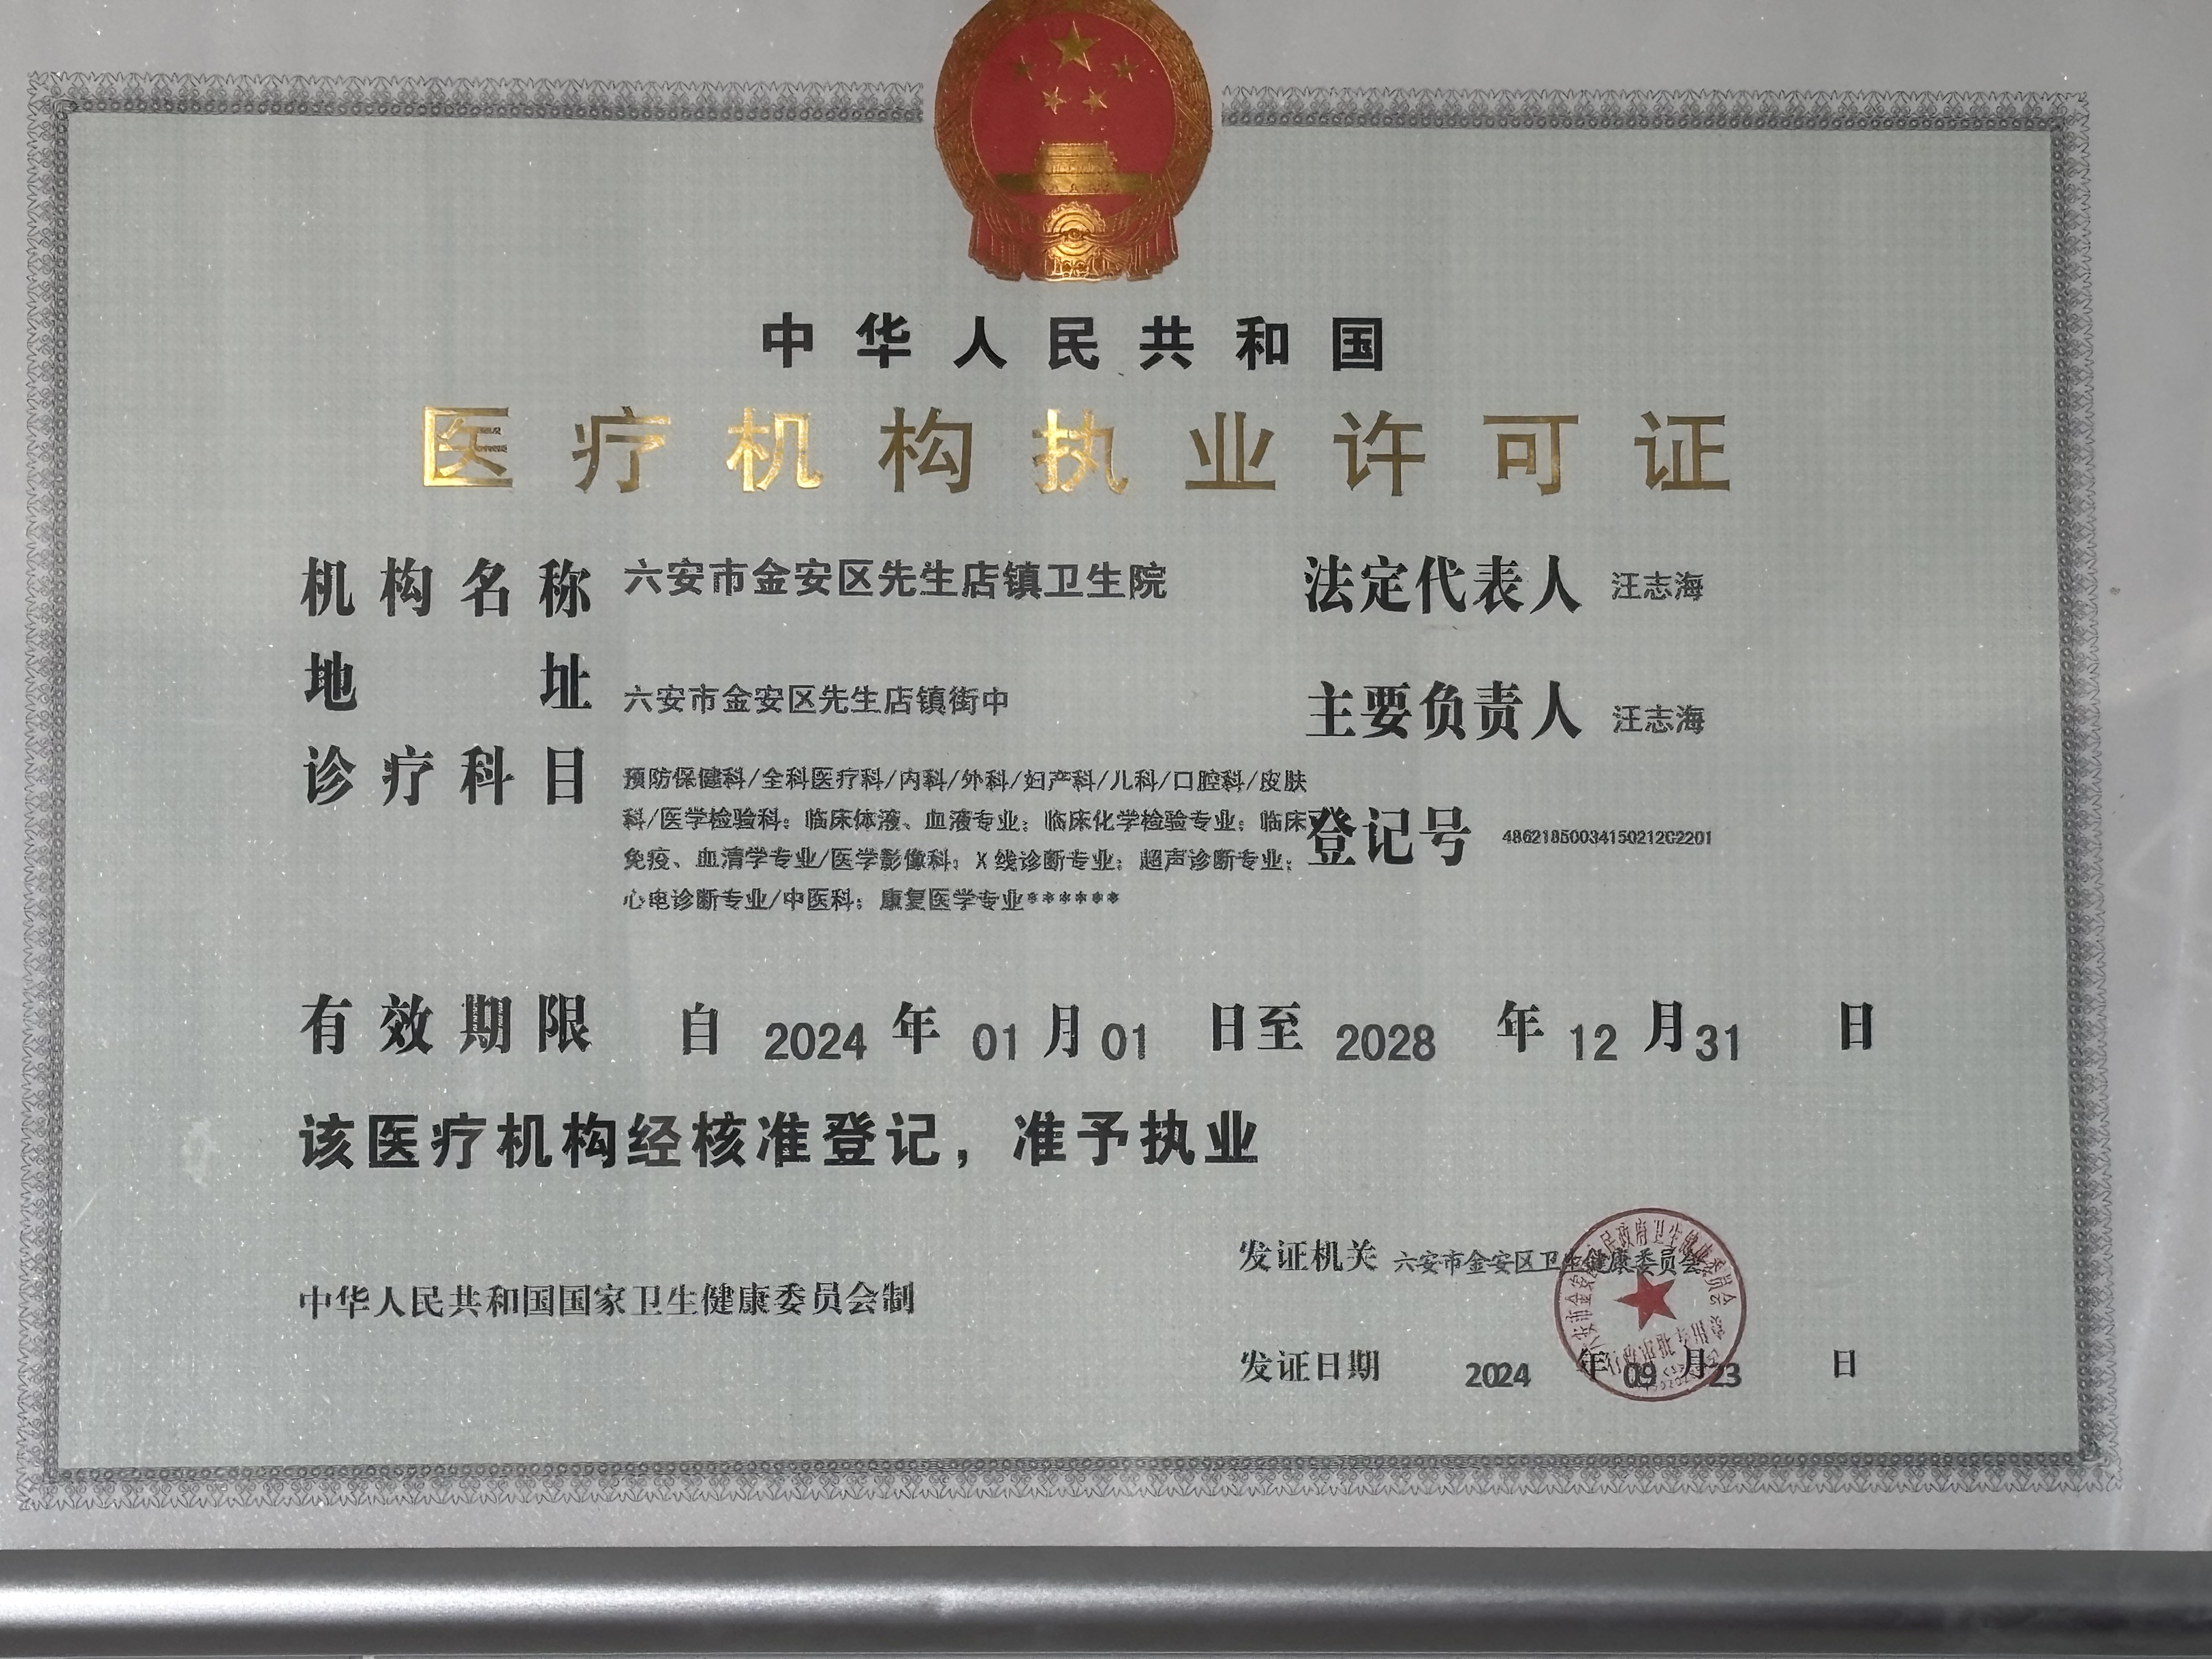 中华人民共和国
医疗机构执业许可证
机构名称 六安市金安区先生店镇卫生院
法定代表人 汪志海
地址 六安市金安区先生店镇街中
主要负责人 汪志海
诊疗科目 预防保健科/全科医疗科/内科/外科/妇产科/儿科/口腔科/皮肤
科/医学检验科；临床体液、血液专业；临床化学检验专业；临床
免疫、血清学专业/医学影像科；X线诊断专业；超声诊断专业；
心电诊断专业/中医科；康复医学专业******
登记号 48621850034150212C2201
有效期限 自 2024 年 01 月 01 日至 2028 年 12 月 31 日
该医疗机构经核准登记，准予执业
发证机关 六安市金安区卫生健康委员会
中华人民共和国国家卫生健康委员会制
发证日期 2024 年 09 月 23 日